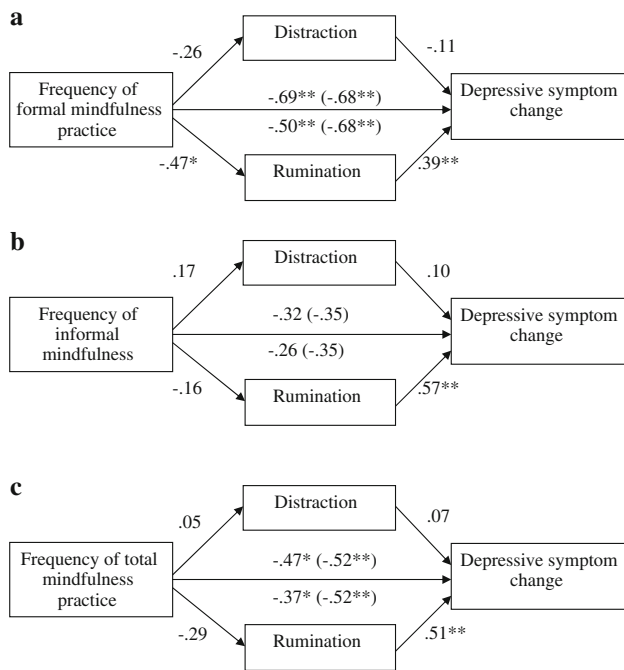 a
Distraction
-.26
-.11
Frequency of
formal mindfulness
practice
-.69** (-.68**)
-.50** (-.68**)
Depressive symptom
change
-.47*
Rumination
.39**
b
Distraction
.17
.10
Frequency of
informal
mindfulness
-.32 (-.35)
-.26 (-.35)
Depressive symptom
change
-.16
Rumination
.57**
c
Distraction
.05
.07
Frequency of total
mindfulness
practice
-.47* (-.52**)
-.37* (-.52**)
Depressive symptom
change
-.29
Rumination
.51**